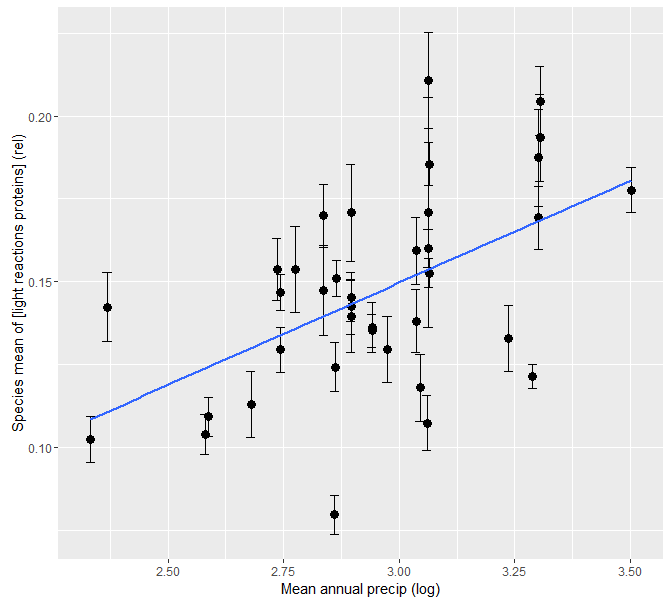 Species mean of [light reactions proteins] (rel)
0.20
0.15
0.10
2.50 2.75 3.00 3.25 3.50
Mean annual precip (log)